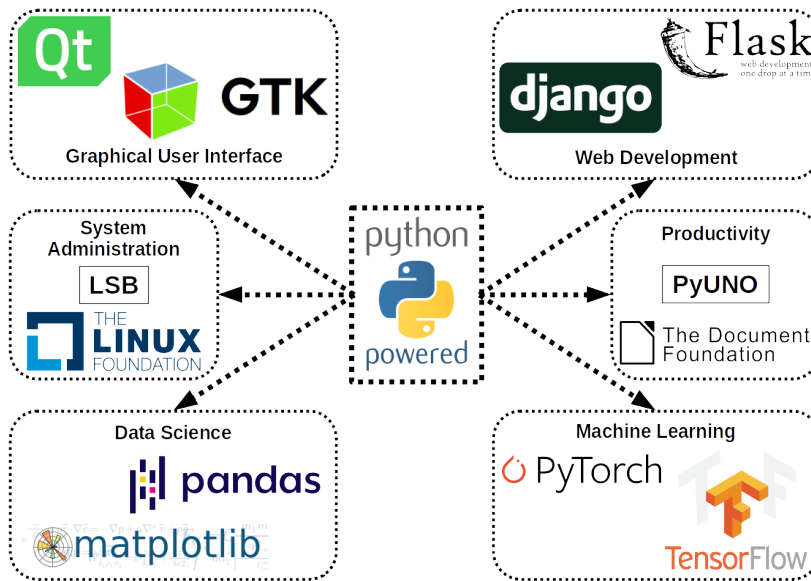 Qt
GTK
Graphical User Interface
django
Flask
web development
one drop at a tim
Web Development
System
Administration
LSB
THE
LINUX
FOUNDATION
python
powered
Productivity
PyUNO
The Document
Foundation
Data Science
pandas
matplotlib
Machine Learning
PyTorch
TensorFlow